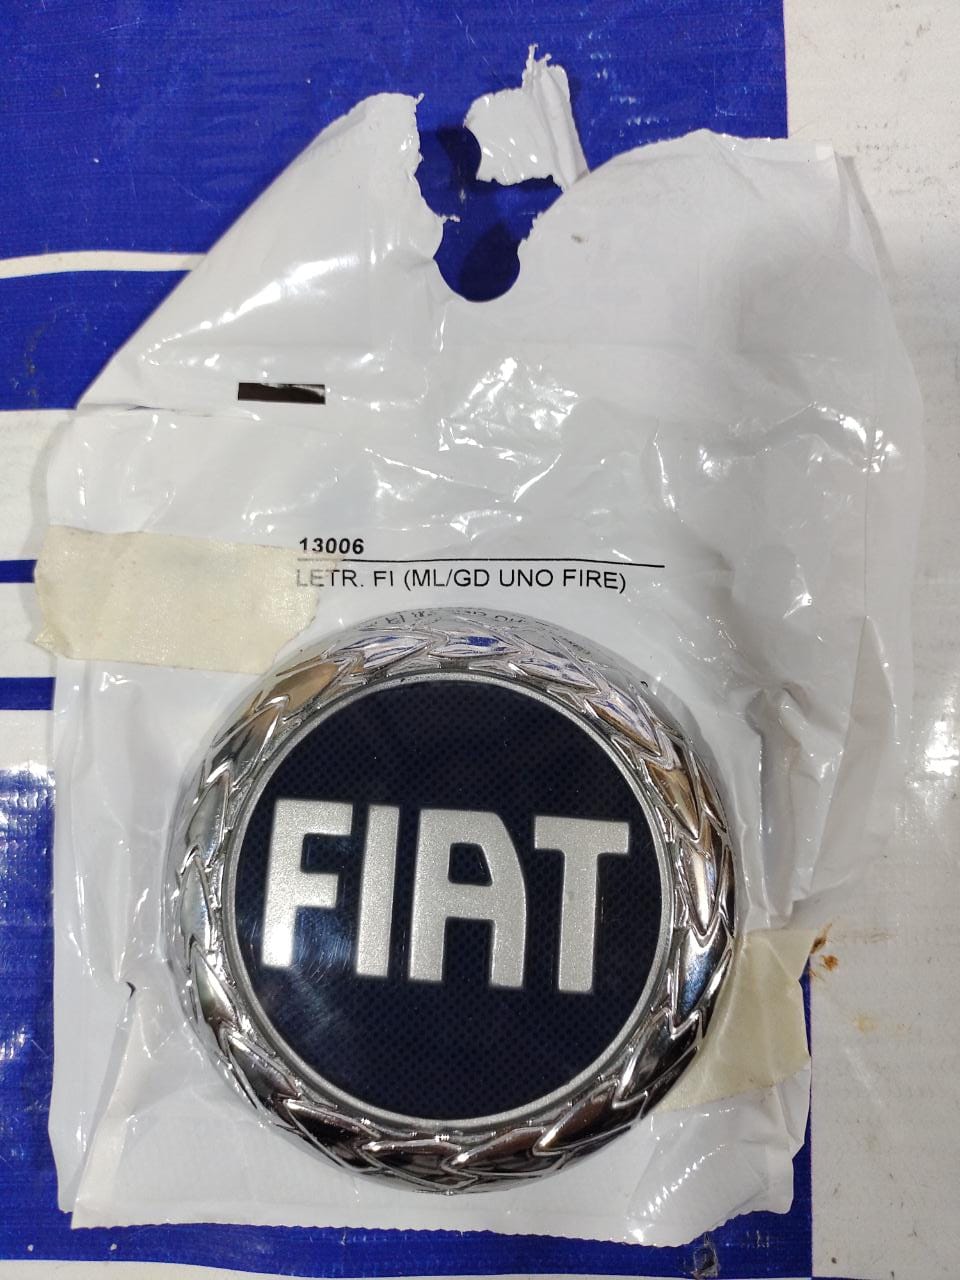 13006
LETR. FI (ML/GD UNO FIRE)
FIAT